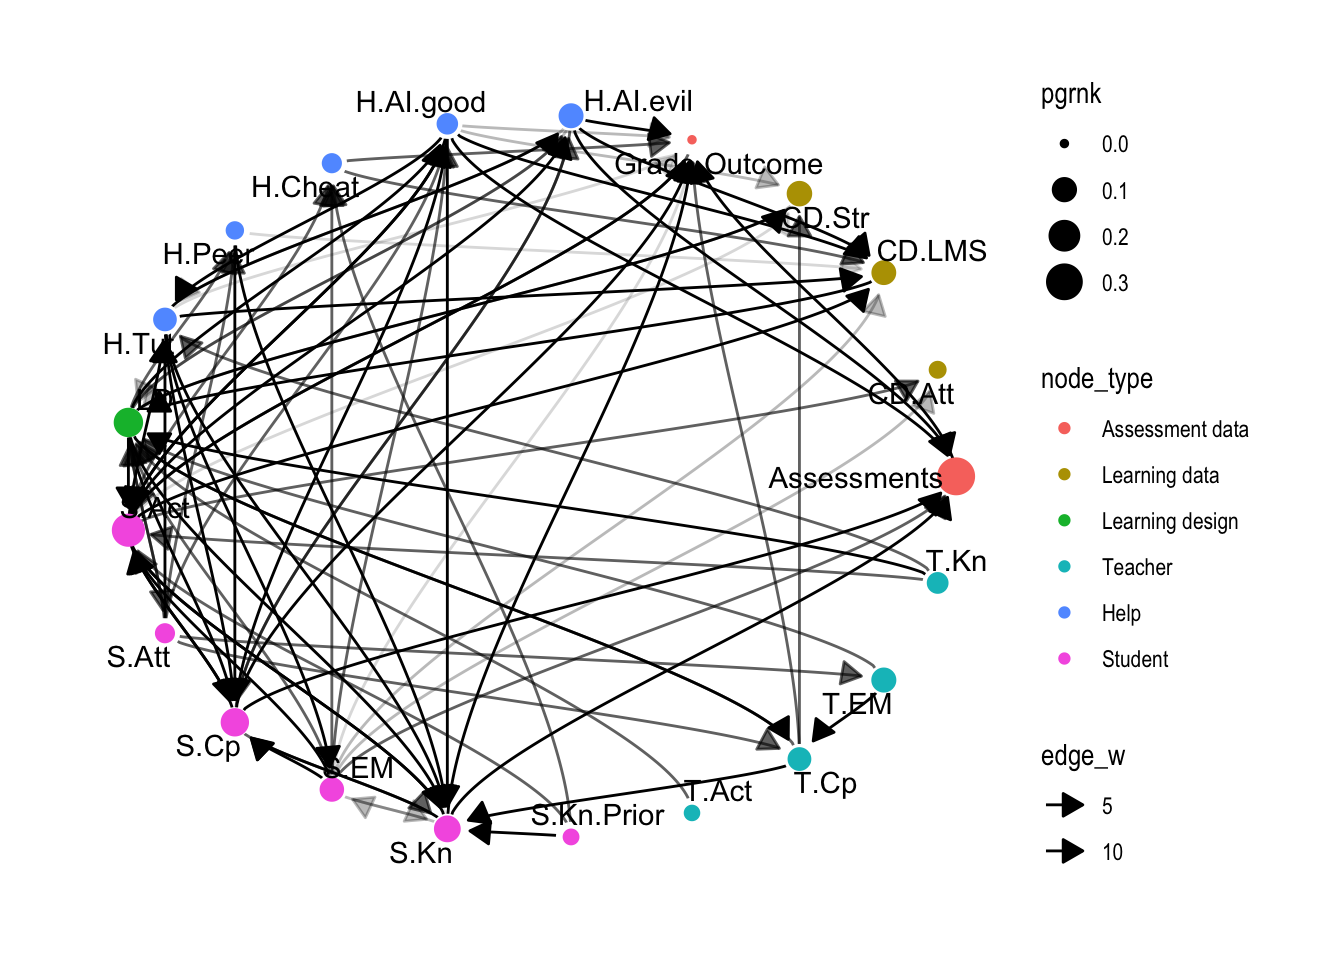 H.AI.good
H.AI.evil
Grade.Outcome
H.Cheat
CD.Str
CD.LMS
H.Peer
H.Tut
CD.Att
Assessments
S.Act
T.Kn
S.Att
T.EM
S.Cp
S.EM
T.Cp
T.Act
S.Kn.Prior
S.Kn
pgrnk
0.0
0.1
0.2
0.3
node_type
Assessment data
Learning data
Learning design
Teacher
Help
Student
edge_w
5
10